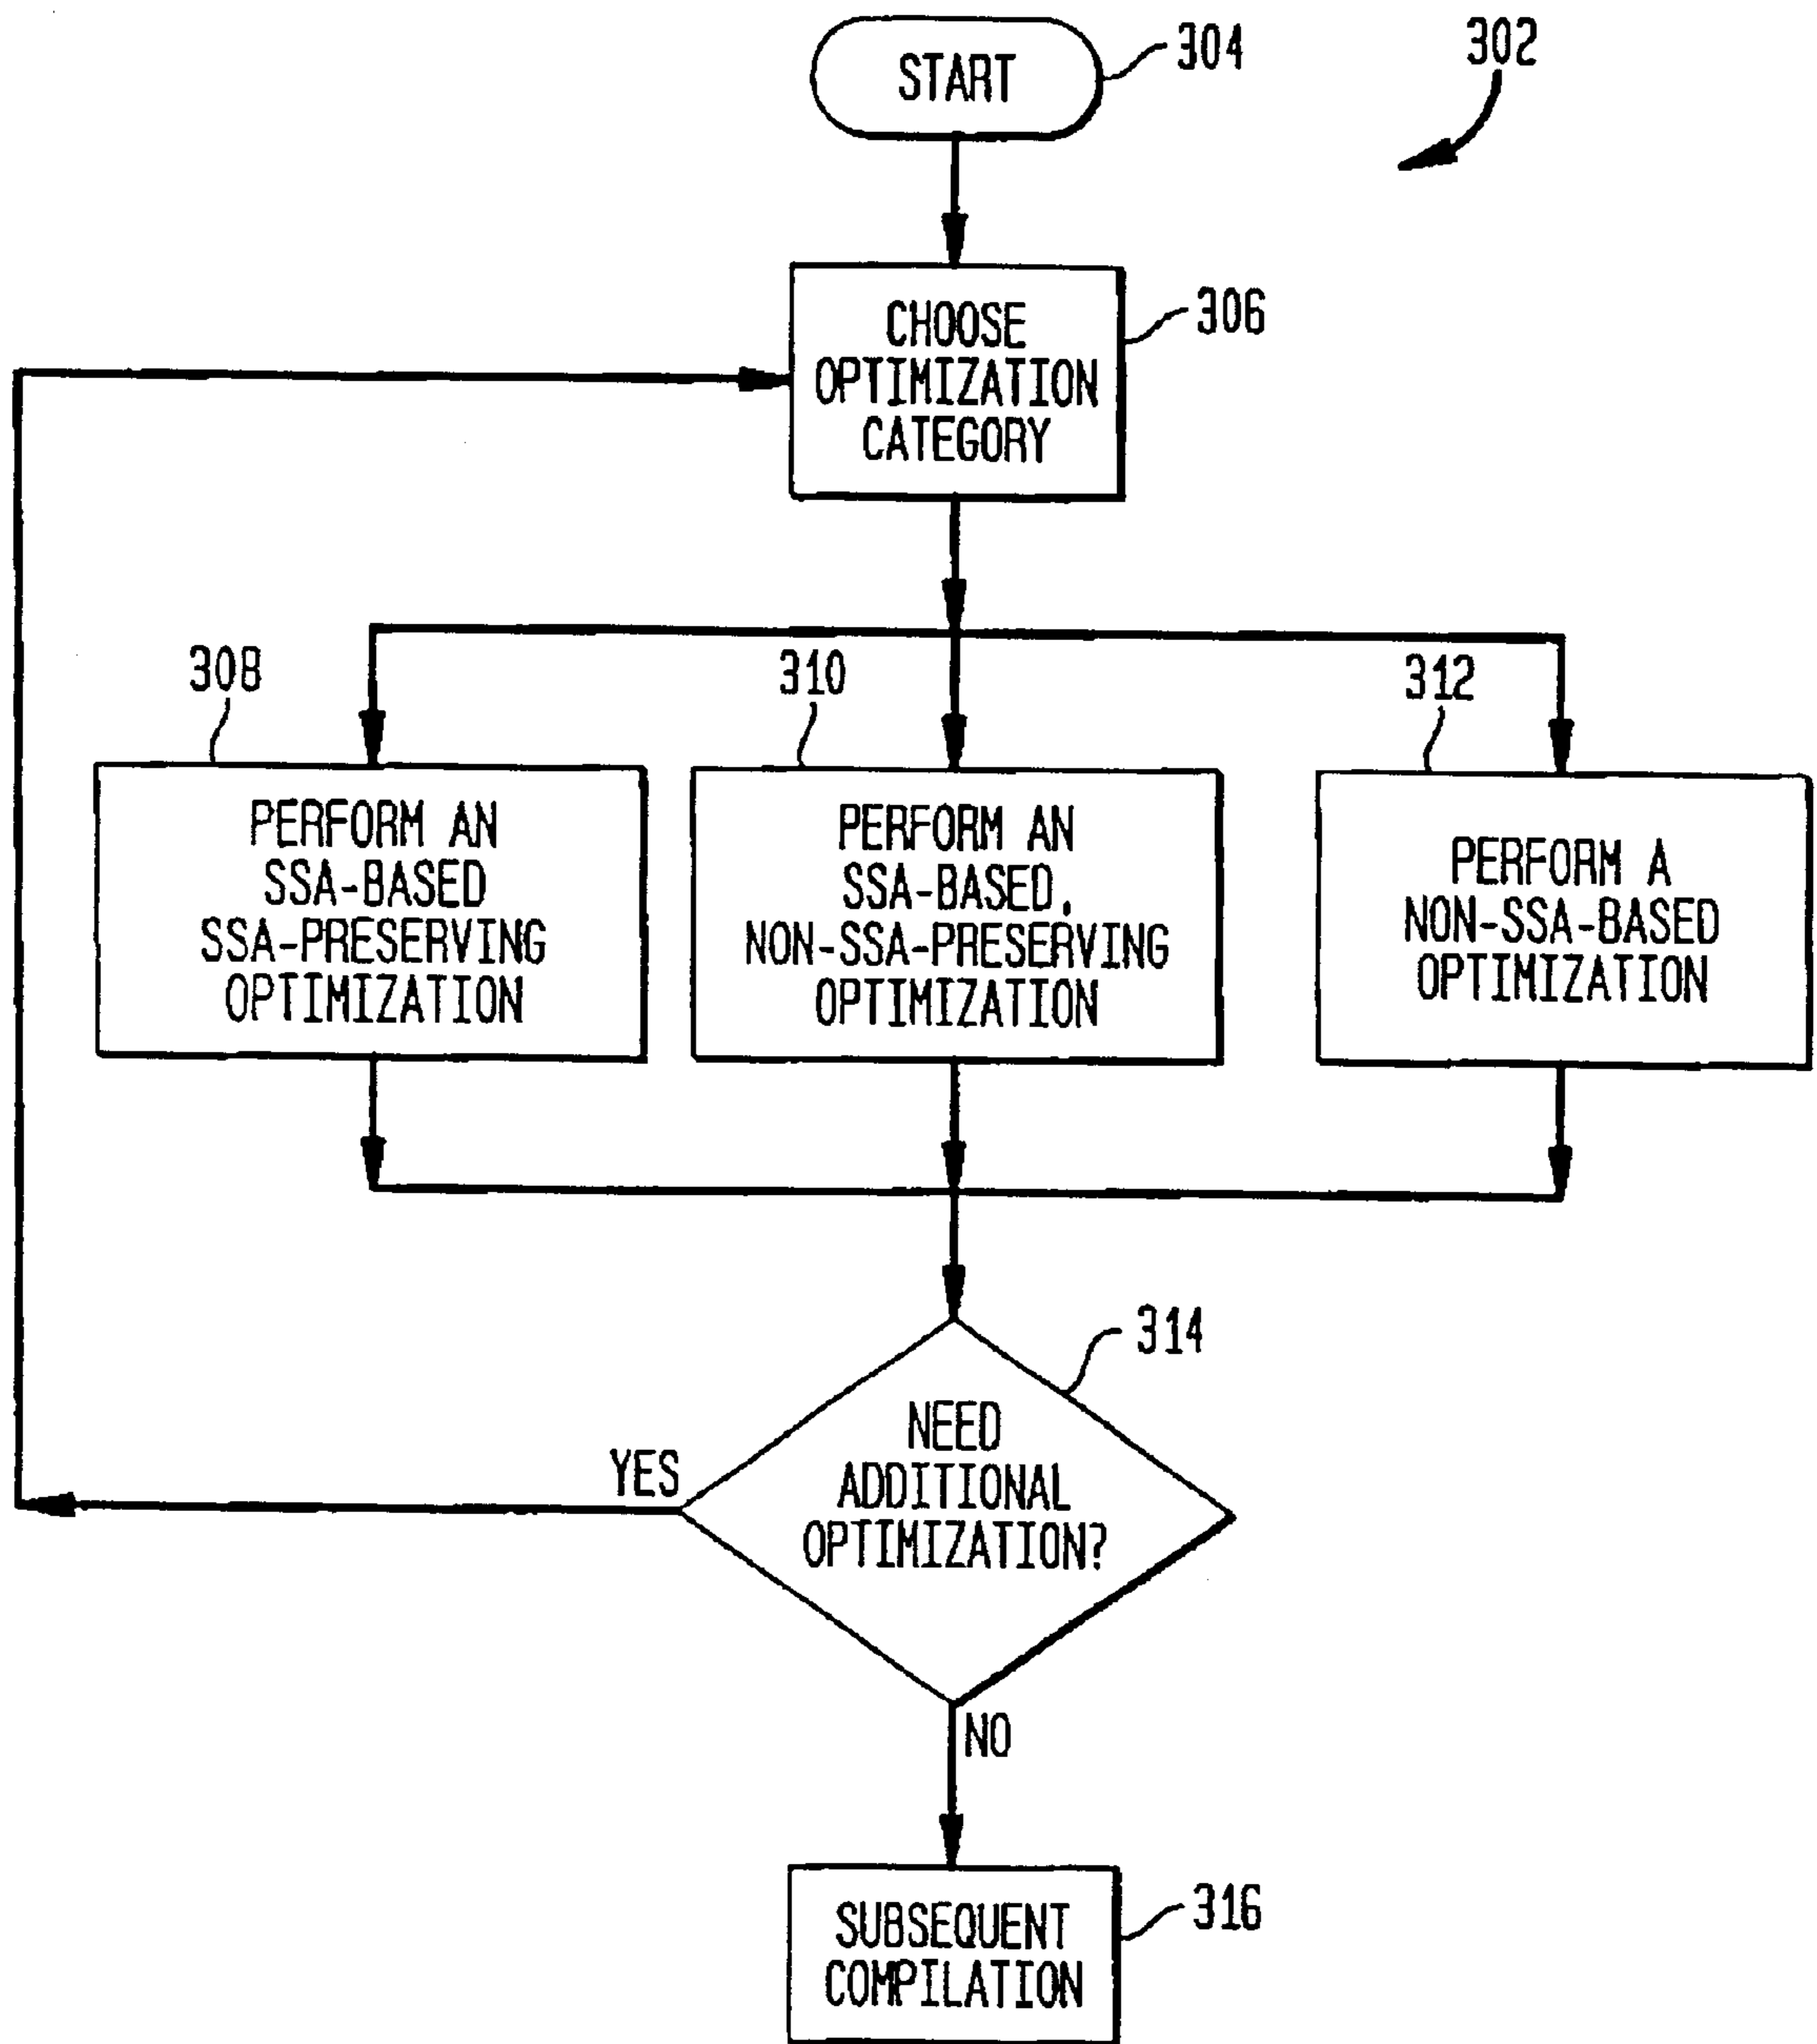 START
304
302
CHOOSE
OPTIMIZATION
CATEGORY
306
308
310
312
PERFORM AN
SSA-BASED
SSA-PRESERVING
OPTIMIZATION
PERFORM AN
SSA-BASED,
NON-SSA-PRESERVING
OPTIMIZATION
PERFORM A
NON-SSA-BASED
OPTIMIZATION
314
NEED
ADDITIONAL
OPTIMIZATION?
YES
NO
SUBSEQUENT
COMPILATION
316